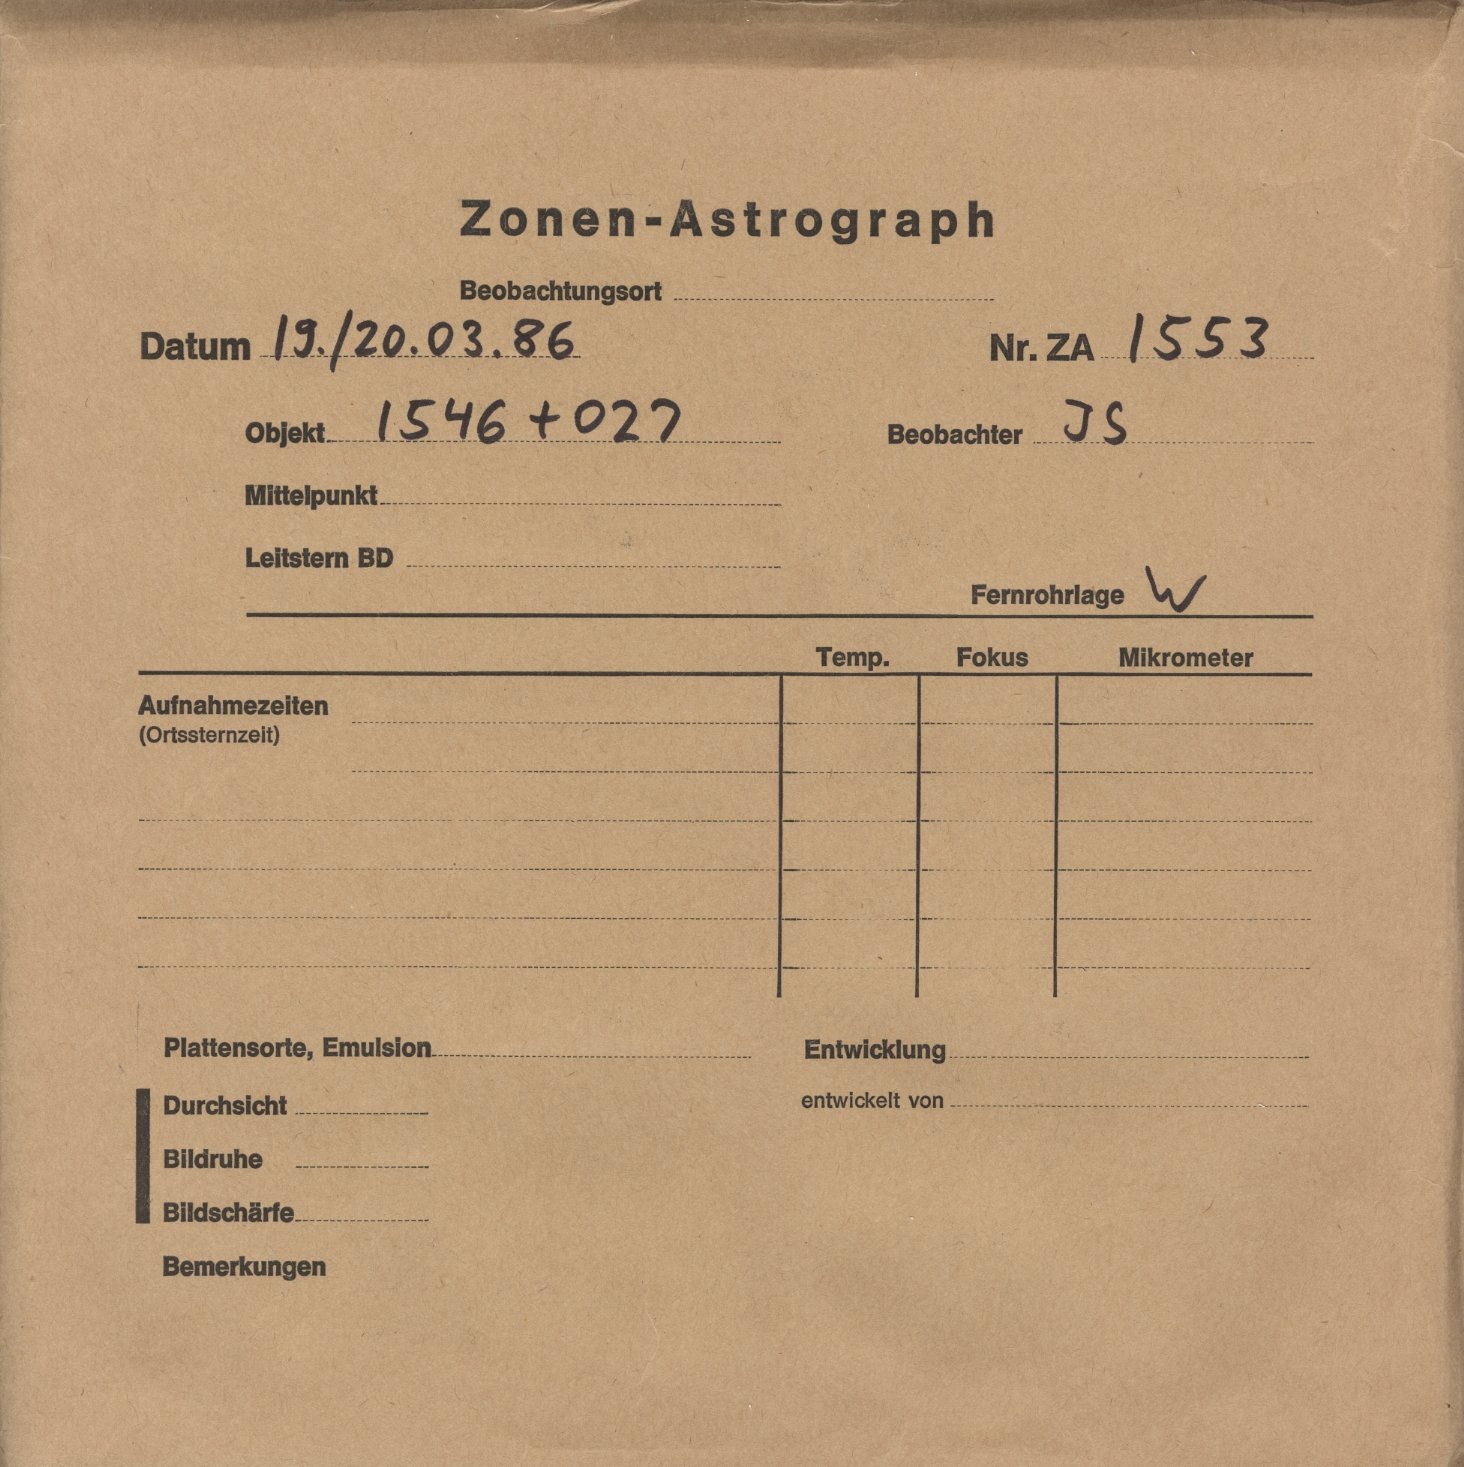 Zonen-Astrograph
Beobachtungsort
Datum 19./20.03.86 Nr. ZA 1553
Objekt 1546+027 Beobachter JS
Mittelpunkt
Leitstern BD
Fernrohrlage W
Temp. Fokus Mikrometer
Aufnahmezeiten
(Ortssternzeit)
Plattensorte, Emulsion Entwicklung
Durchsicht entwickelt von
Bildruhe
Bildschärfe
Bemerkungen